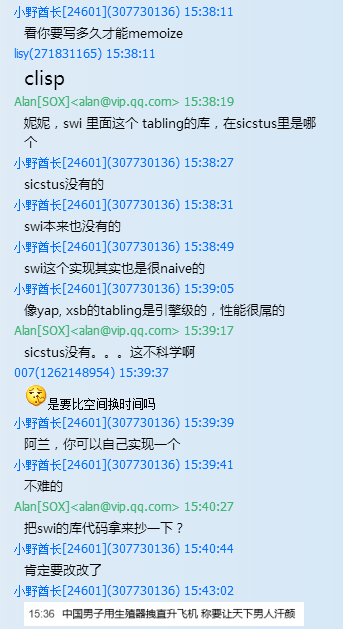 小野酋长[24601](307730136) 15:38:11
看你要写多久才能memoize
lisy(271831165) 15:38:11
clisp
Alan[SOX]<alan@vip.qq.com> 15:38:19
妮妮，swi 里面这个 tabling的库，在sicstus里是哪
个
小野酋长[24601](307730136) 15:38:27
sicstus没有的
小野酋长[24601](307730136) 15:38:31
swi本来也没有的
小野酋长[24601](307730136) 15:38:49
swi这个实现其实也是很naive的
小野酋长[24601](307730136) 15:39:05
像yap, xsb的tabling是引擎级的，性能很屌的
Alan[SOX]<alan@vip.qq.com> 15:39:17
sicstus没有。。。这不科学啊
007(1262148954) 15:39:37
是要比空间换时间吗
小野酋长[24601](307730136) 15:39:39
阿兰，你可以自己实现一个
小野酋长[24601](307730136) 15:39:41
不难的
Alan[SOX]<alan@vip.qq.com> 15:40:27
把swi的库代码拿来抄一下？
小野酋长[24601](307730136) 15:40:44
肯定要改改了
小野酋长[24601](307730136) 15:43:02
15:36 中国男子用生殖器拽直升飞机 称要让天下男人汗颜